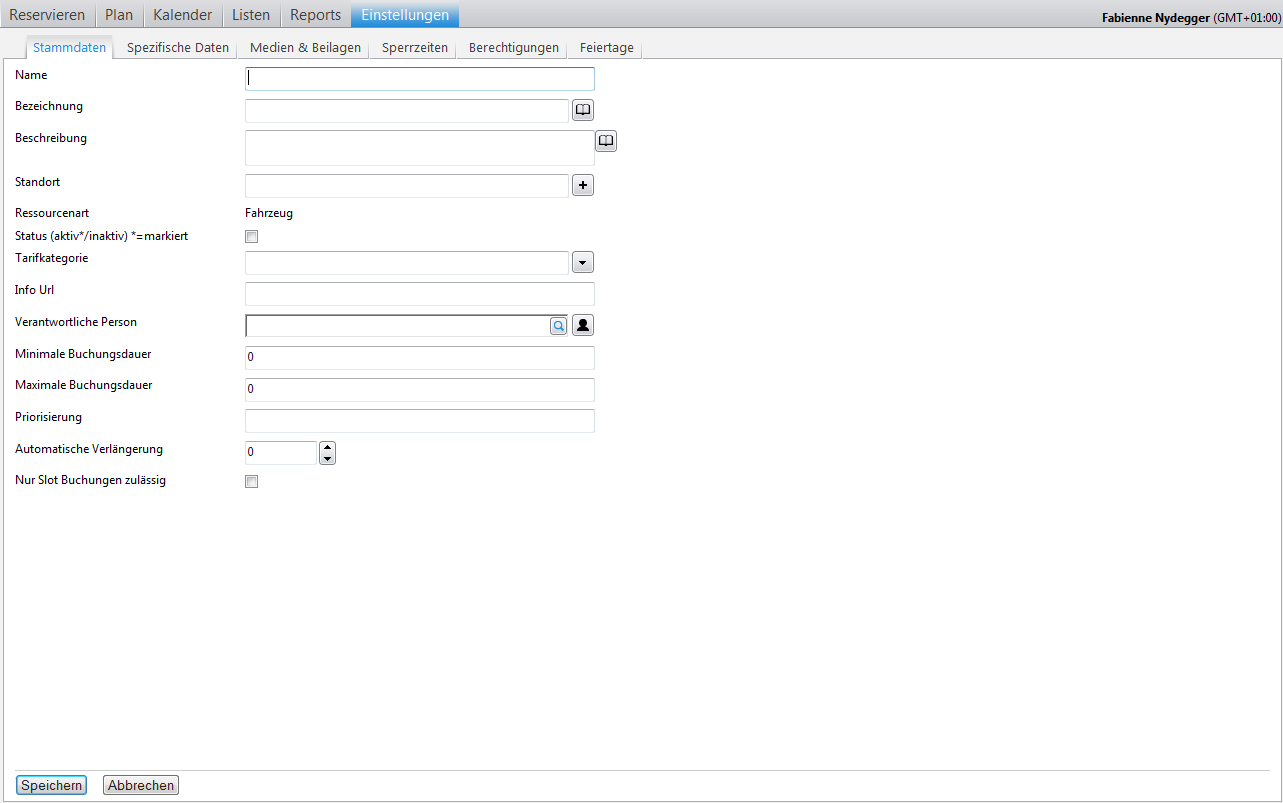 Reservieren Plan Kalender Listen Reports Einstellungen Fabienne Nydegger (GMT+01:00)
Stammdaten Spezifische Daten Medien & Beilagen Sperrzeiten Berechtigungen Feiertage
Name
Bezeichnung
Beschreibung
Standort
Ressourcenart Fahrzeug
Status (aktiv*/inaktiv) *=markiert
Tarifkategorie
Info Url
Verantwortliche Person
Minimale Buchungsdauer 0
Maximale Buchungsdauer 0
Priorisierung
Automatische Verlängerung 0
Nur Slot Buchungen zulässig
Speichern Abbrechen